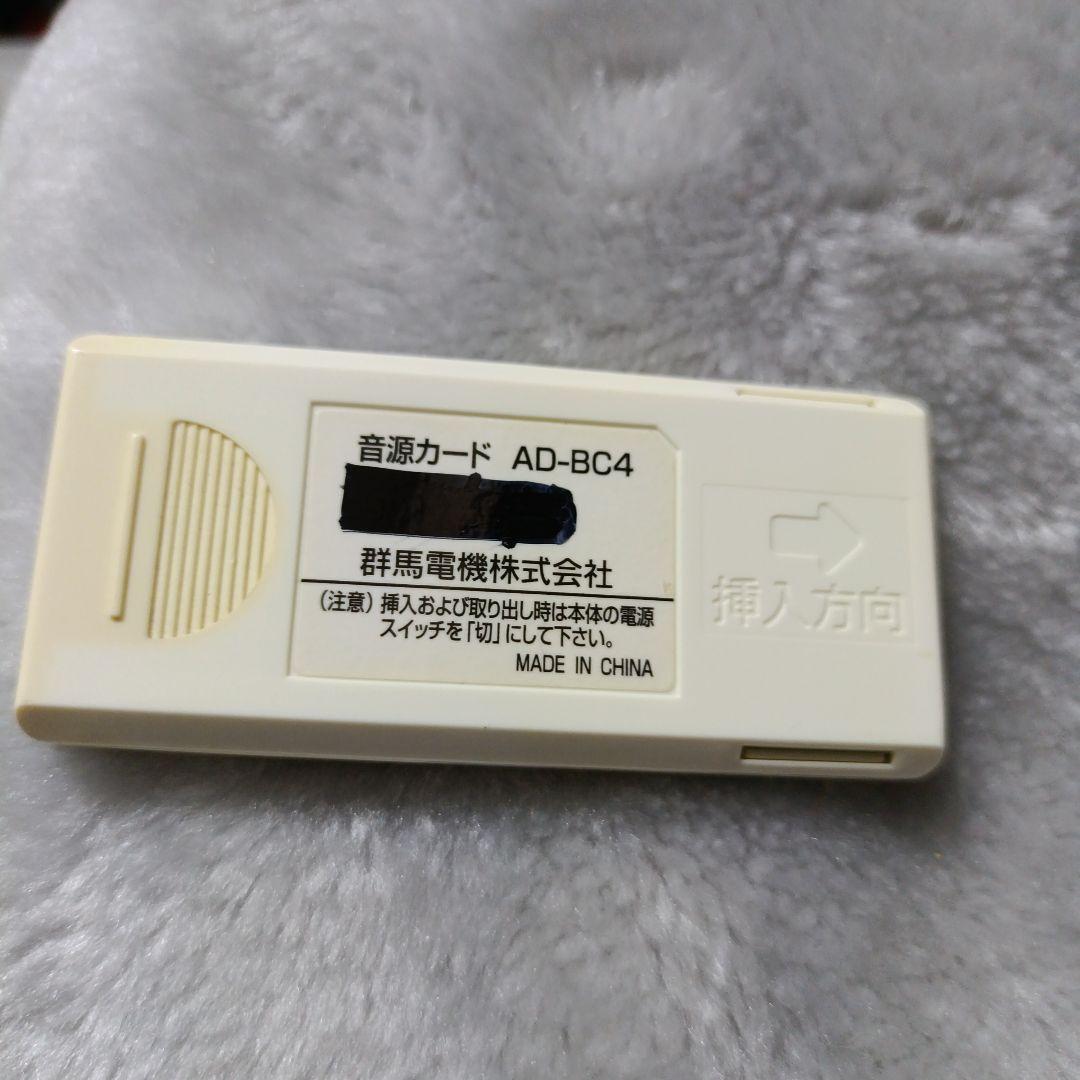 音源カード AD-BC4
群馬電機株式会社
(注意) 挿入および取り出し時は本体の電源
スイッチを「切」にして下さい。
MADE IN CHINA
挿入方向